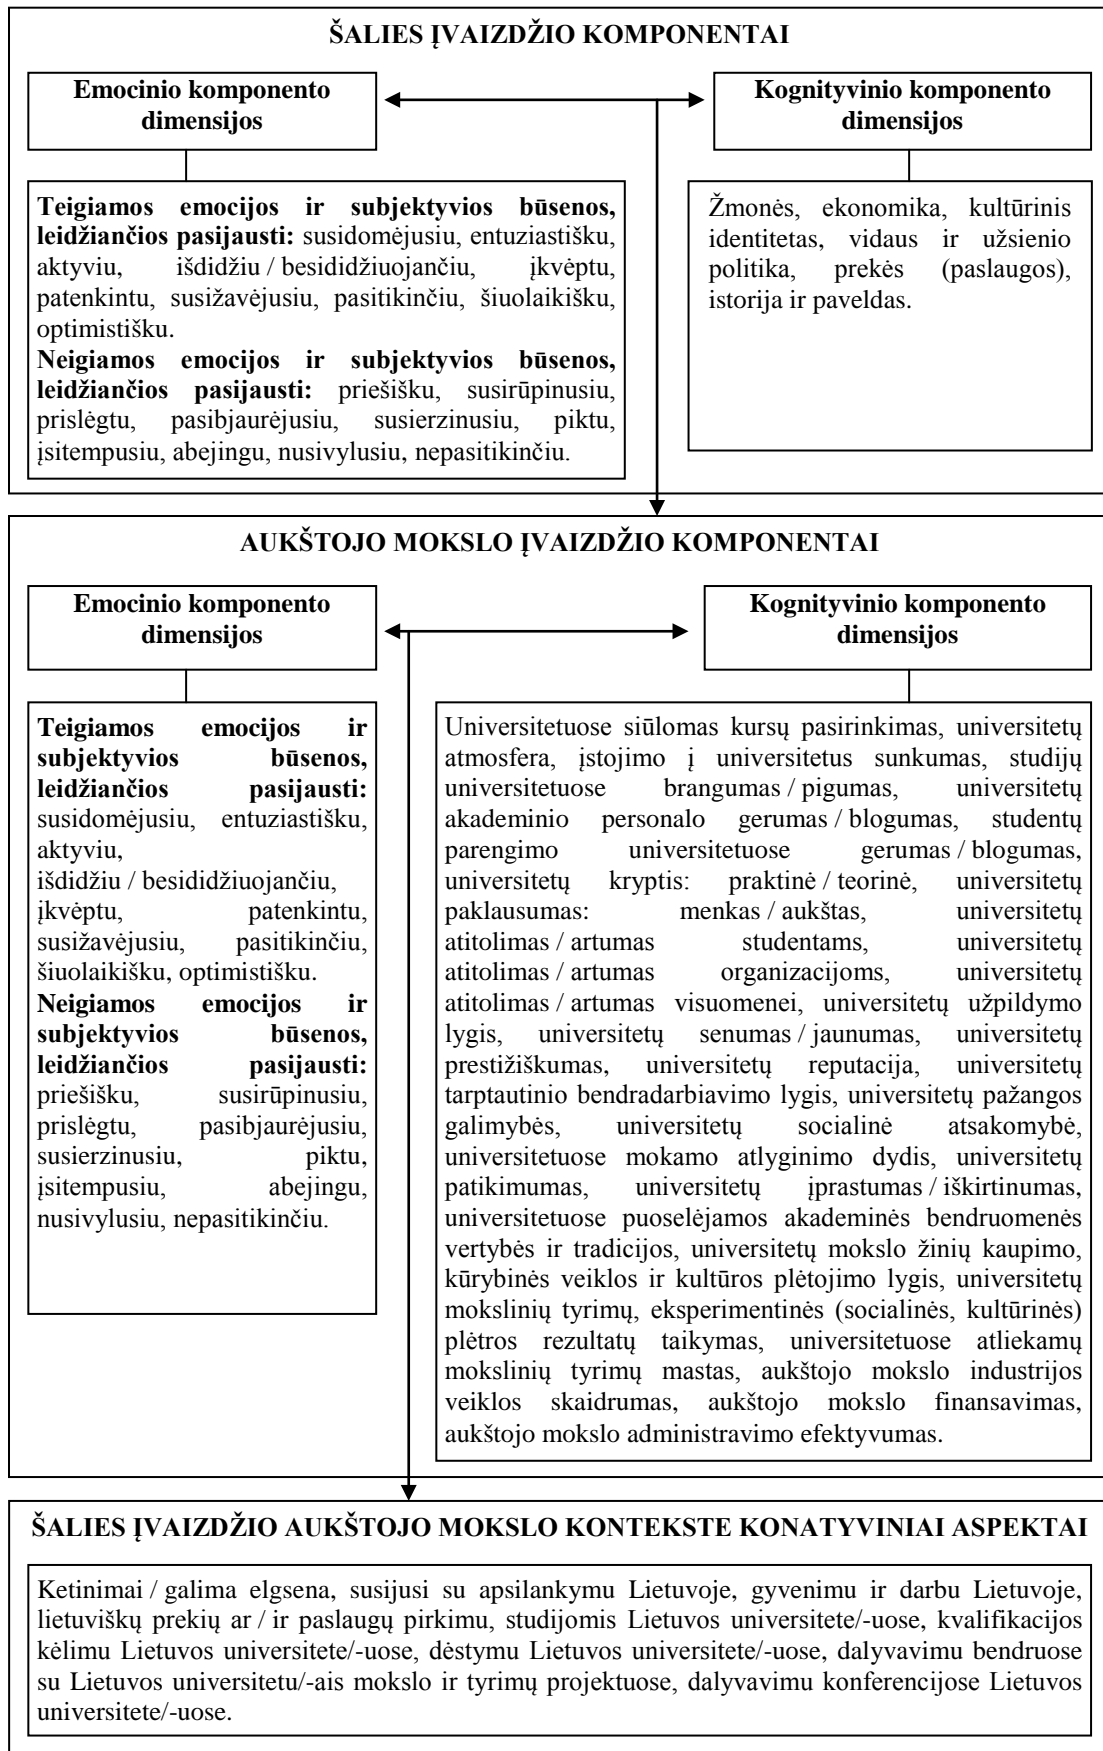 ŠALIES ĮVAIZDŽIO KOMPONENTAI
Emocinio komponento
dimensijos
Kognityvinio komponento
dimensijos
Teigiamos emocijos ir subjektyvios būsenos,
leidžiančios pasijausti: susidomėjusiu, entuziastišku,
aktyviu, išdidžiu / besididžiuojančiu, įkvėptu,
patenkintu, susižavėjusiu, pasitikinčiu, šiuolaikišku,
optimistišku.
Neigiamos emocijos ir subjektyvios būsenos,
leidžiančios pasijausti: priešišku, susirūpinusiu,
prislėgtu, pasibjaurėjusiu, susierzinusiu, piktu,
įsitempusiu, abejingu, nusivylusiu, nepasitikinčiu.
Žmonės, ekonomika, kultūrinis
identitetas, vidaus ir užsienio
politika, prekės (paslaugos),
istorija ir paveldas.
AUKŠTOJO MOKSLO ĮVAIZDŽIO KOMPONENTAI
Emocinio komponento
dimensijos
Kognityvinio komponento
dimensijos
Teigiamos emocijos ir
subjektyvios būsenos,
leidžiančios pasijausti:
susidomėjusiu, entuziastišku,
aktyviu,
išdidžiu / besididžiuojančiu,
įkvėptu, patenkintu,
susižavėjusiu, pasitikinčiu,
šiuolaikišku, optimistišku.
Neigiamos emocijos ir
subjektyvios būsenos,
leidžiančios pasijausti:
priešišku, susirūpinusiu,
prislėgtu, pasibjaurėjusiu,
susierzinusiu, piktu,
įsitempusiu, abejingu,
nusivylusiu, nepasitikinčiu.
Universitetuose siūlomas kursų pasirinkimas, universitetų
atmosfera, įstojimo į universitetus sunkumas, studijų
universitetuose brangumas / pigumas, universitetų
akademinio personalo gerumas / blogumas, studentų
parengimo universitetuose gerumas / blogumas,
universitetų kryptis: praktinė / teorinė, universitetų
paklausumas: menkas / aukštas, universitetų
atitolimas / artumas studentams, universitetų
atitolimas / artumas organizacijoms, universitetų
atitolimas / artumas visuomenei, universitetų užpildymo
lygis, universitetų senumas / jaunumas, universitetų
prestižiškumas, universitetų reputacija, universitetų
tarptautinio bendradarbiavimo lygis, universitetų pažangos
galimybės, universitetų socialinė atsakomybė,
universitetuose mokamo atlyginimo dydis, universitetų
patikimumas, universitetų įprastumas / iškirtinumas,
universitetuose puoselėjamos akademinės bendruomenės
vertybės ir tradicijos, universitetų mokslo žinių kaupimo,
kūrybinės veiklos ir kultūros plėtojimo lygis, universitetų
mokslinių tyrimų, eksperimentinės (socialinės, kultūrinės)
plėtros rezultatų taikymas, universitetuose atliekamų
mokslinių tyrimų mastas, aukštojo mokslo industrijos
veiklos skaidrumas, aukštojo mokslo finansavimas,
aukštojo mokslo administravimo efektyvumas.
ŠALIES ĮVAIZDŽIO AUKŠTOJO MOKSLO KONTEKSTE KONATYVINIAI ASPEKTAI
Ketinimai / galima elgsena, susijusi su apsilankymu Lietuvoje, gyvenimu ir darbu Lietuvoje,
lietuviškų prekių ar / ir paslaugų pirkimu, studijomis Lietuvos universitete/-uose, kvalifikacijos
kėlimu Lietuvos universitete/-uose, dėstymu Lietuvos universitete/-uose, dalyvavimu bendruose
su Lietuvos universitetu/-ais mokslo ir tyrimų projektuose, dalyvavimu konferencijose Lietuvos
universitete/-uose.